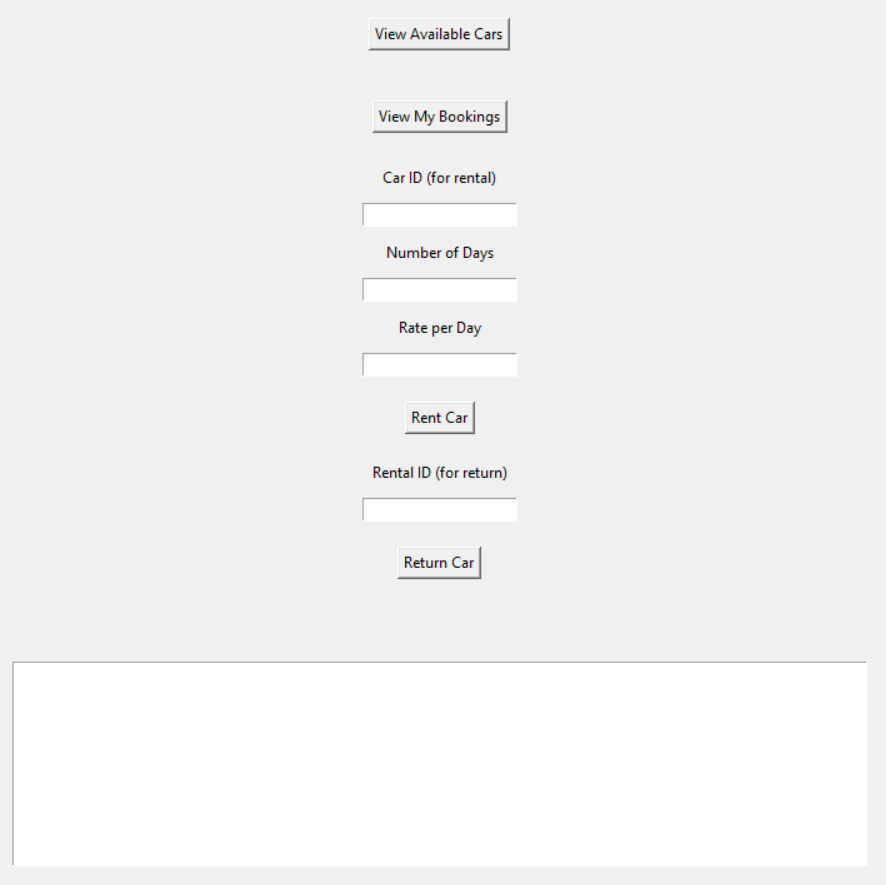 View Available Cars
View My Bookings
Car ID (for rental)
Number of Days
Rate per Day
Rent Car
Rental ID (for return)
Return Car